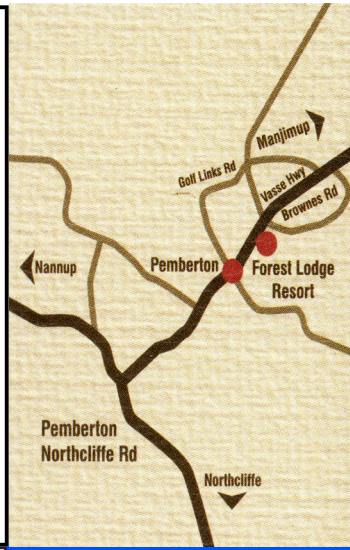 Manjimup
Golf Links Rd
Vasse Hwy
Brownes Rd
Nannup
Pemberton
Forest Lodge
Resort
Pemberton
Northcliffe Rd
Northcliffe